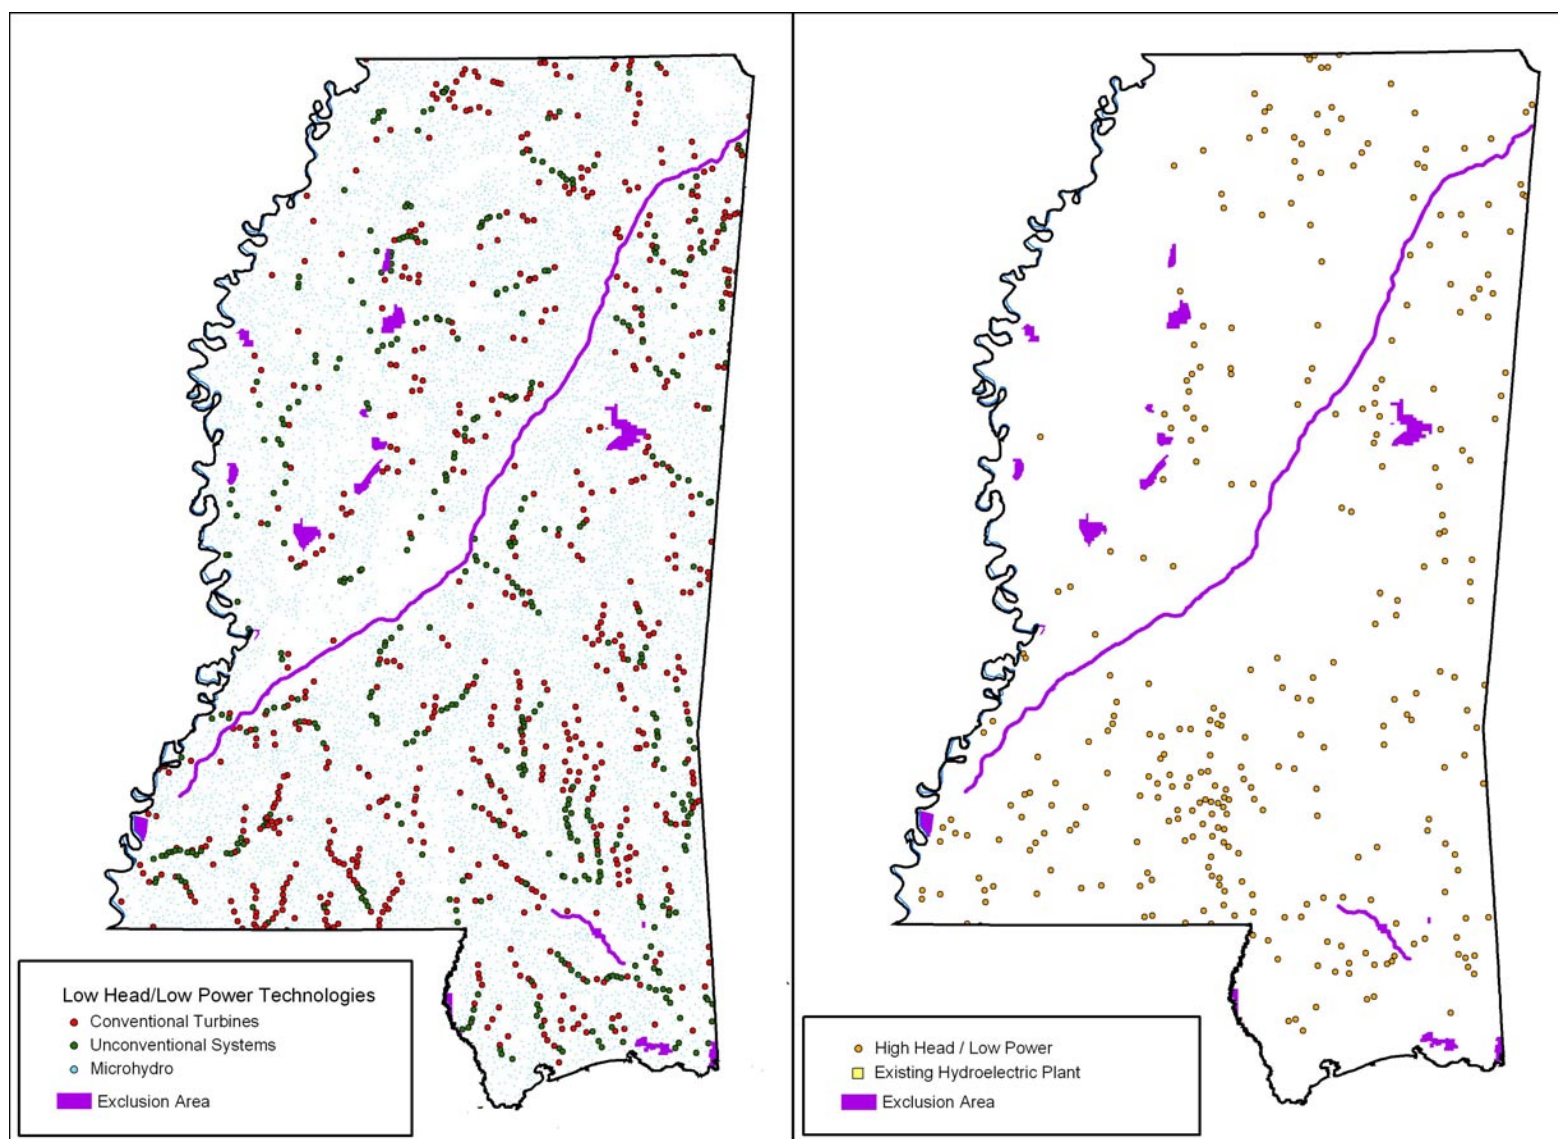 Low Head/Low Power Technologies
Conventional Turbines
Unconventional Systems
Microhydro
Exclusion Area
High Head / Low Power
Existing Hydroelectric Plant
Exclusion Area